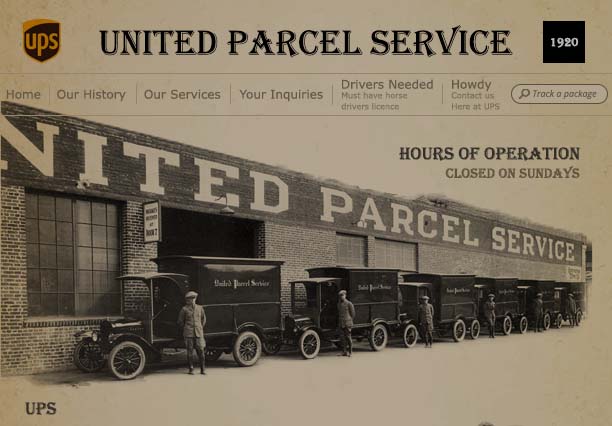 ups
UNITED PARCEL SERVICE
1920
Home
Our History
Our Services
Your Inquiries
Drivers Needed
Must have horse
drivers licence
Howdy
Contact us
Here at UPS
Track a package
HOURS OF OPERATION
CLOSED ON SUNDAYS
NITED PARCEL SERVICE
United Parcel Service
United Parcel Service
UPS